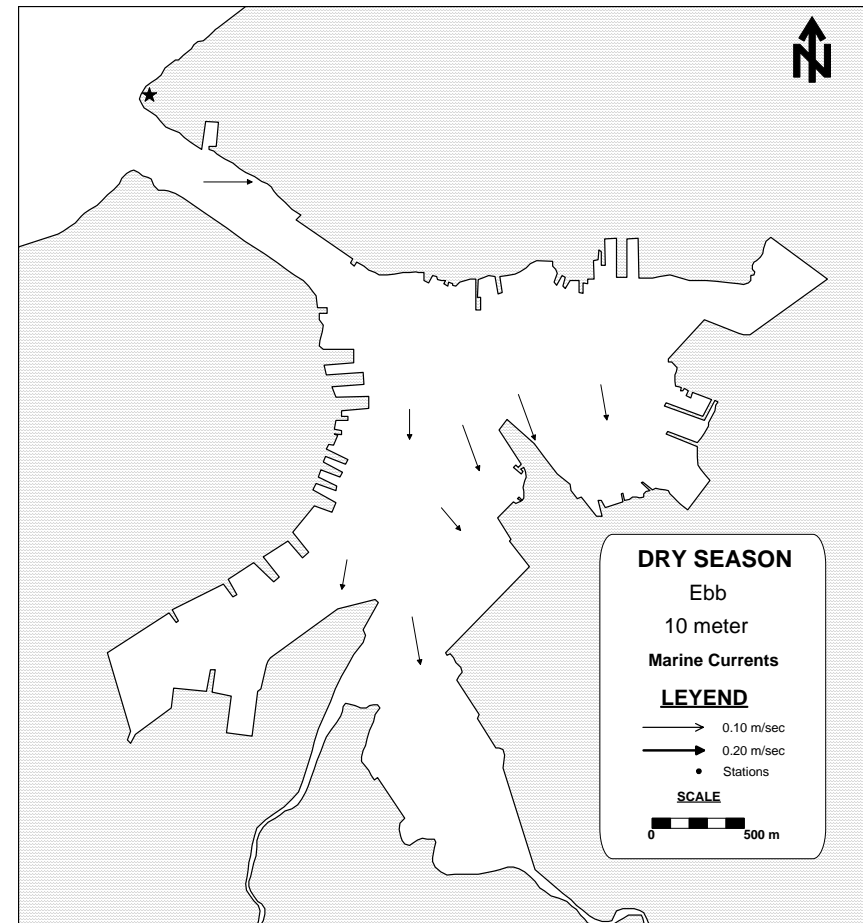 N
DRY SEASON
Ebb
10 meter
Marine Currents
LEYEND
0.10 m/sec
0.20 m/sec
Stations
SCALE
0 500 m